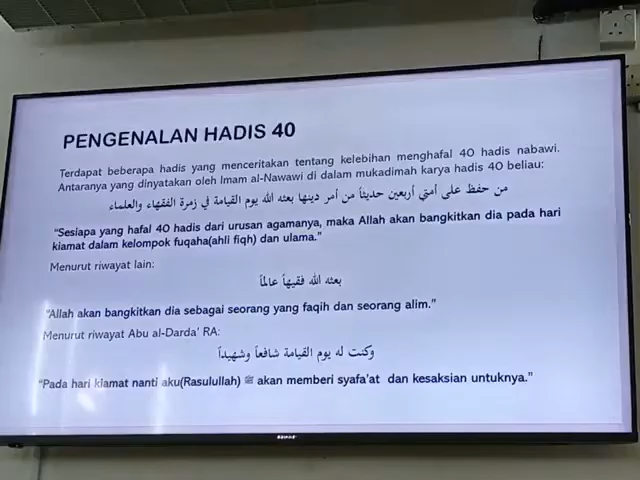 PENGENALAN HADIS 40
Terdapat beberapa hadis yang menceritakan tentang kelebihan menghafal 40 hadis nabawi.
Antaranya yang dinyatakan oleh Imam al-Nawawi di dalam mukadimah karya hadis 40 beliau:
من حفظ على أمتي أربعين حديثاً من أمر دينها بعثه الله يوم القيامة في زمرة الفقهاء والعلماء
“Sesiapa yang hafal 40 hadis dari urusan agamanya, maka Allah akan bangkitkan dia pada hari
kiamat dalam kelompok fuqaha(ahli fiqh) dan ulama.”
Menurut riwayat lain:
بعثه الله فقيهاً عالماً
“Allah akan bangkitkan dia sebagai seorang yang faqih dan seorang alim.”
Menurut riwayat Abu al-Darda’ RA:
وكنت له يوم القيامة شافعاً وشهيداً
“Pada hari kiamat nanti aku(Rasulullah) ﷺ akan memberi syafa’at dan kesaksian untuknya.”